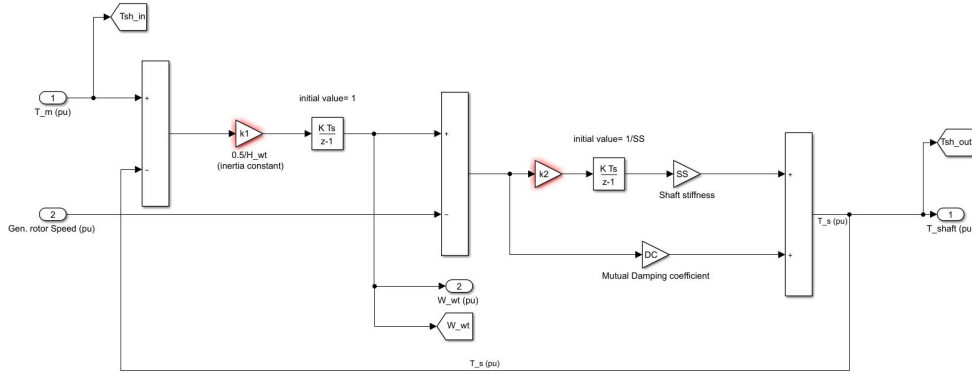 Tsh_in
1
T_m (pu)
+
−
k1
0.5/H_wt
(inertia constant)
initial value= 1
K Ts
z-1
2
Gen. rotor Speed (pu)
+
−
2
W_wt (pu)
W_wt
k2
initial value= 1/SS
K Ts
z-1
SS
Shaft stiffness
DC
Mutual Damping coefficient
+
+
T_s (pu)
Tsh_out
1
T_shaft (pu
T_s (pu)